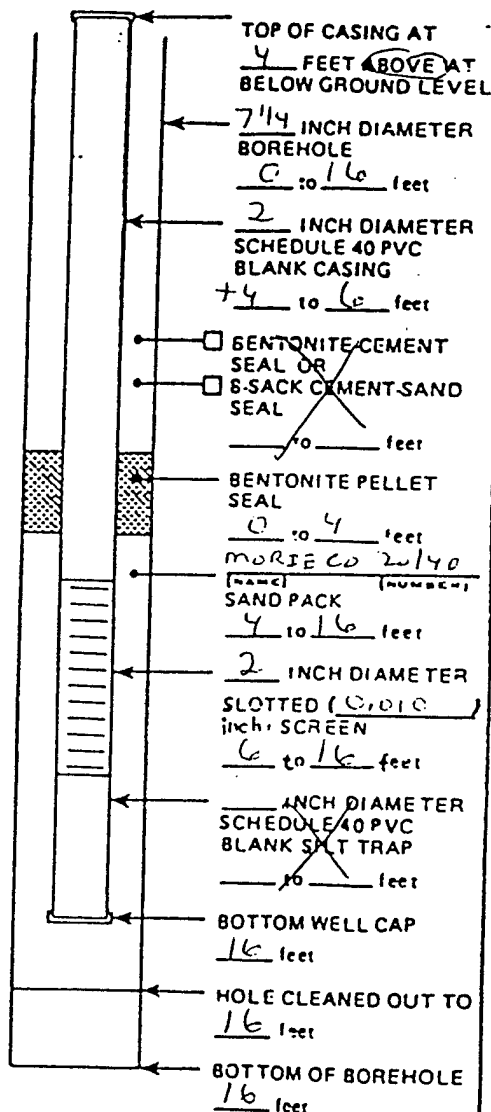 TOP OF CASING AT
4 FEET ABOVE AT
BELOW GROUND LEVEL
7 1/4 INCH DIAMETER
BOREHOLE
0 to 16 feet
2 INCH DIAMETER
SCHEDULE 40 PVC
BLANK CASING
+4 to 6 feet
BENTONITE CEMENT
SEAL OR
6-SACK CEMENT-SAND
SEAL
to feet
BENTONITE PELLET
SEAL
0 to 4 feet
MORIE CO 20/40
(NAME) (NUMBER)
SAND PACK
4 to 16 feet
2 INCH DIAMETER
SLOTTED (0.010
inch) SCREEN
6 to 16 feet
INCH DIAMETER
SCHEDULE 40 PVC
BLANK SILT TRAP
to feet
BOTTOM WELL CAP
16 feet
HOLE CLEANED OUT TO
16 feet
BOTTOM OF BOREHOLE
16 feet